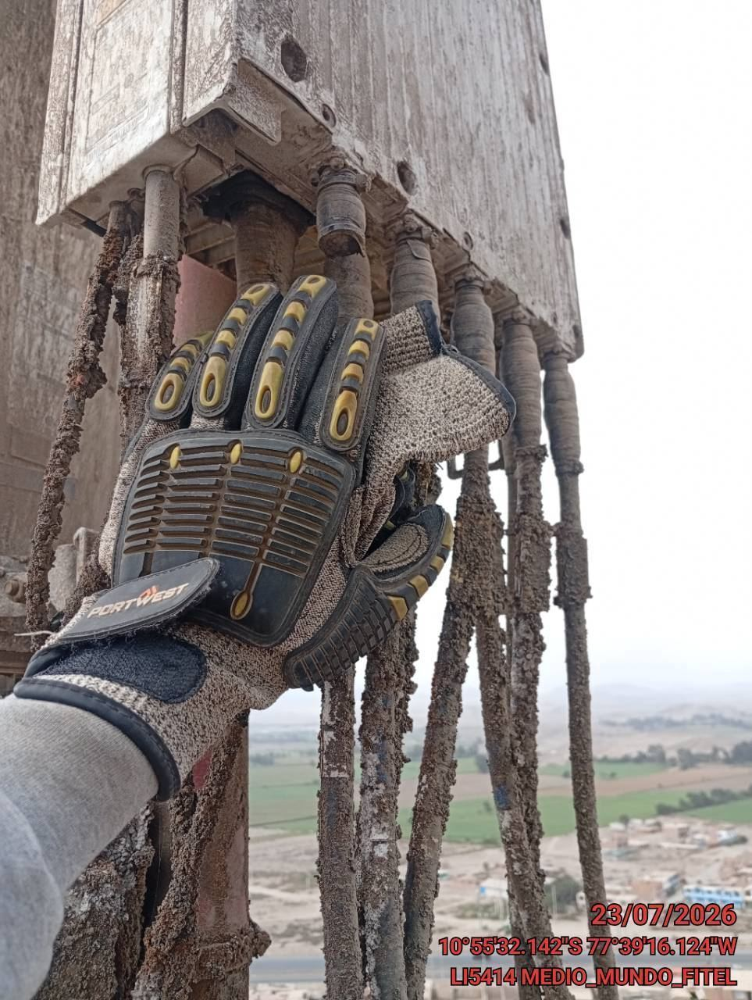 PORTWEST
23/07/2026
10°55'32.142"S 77°39'16.124"W
LI5414 MEDIO_MUNDO_FITEL